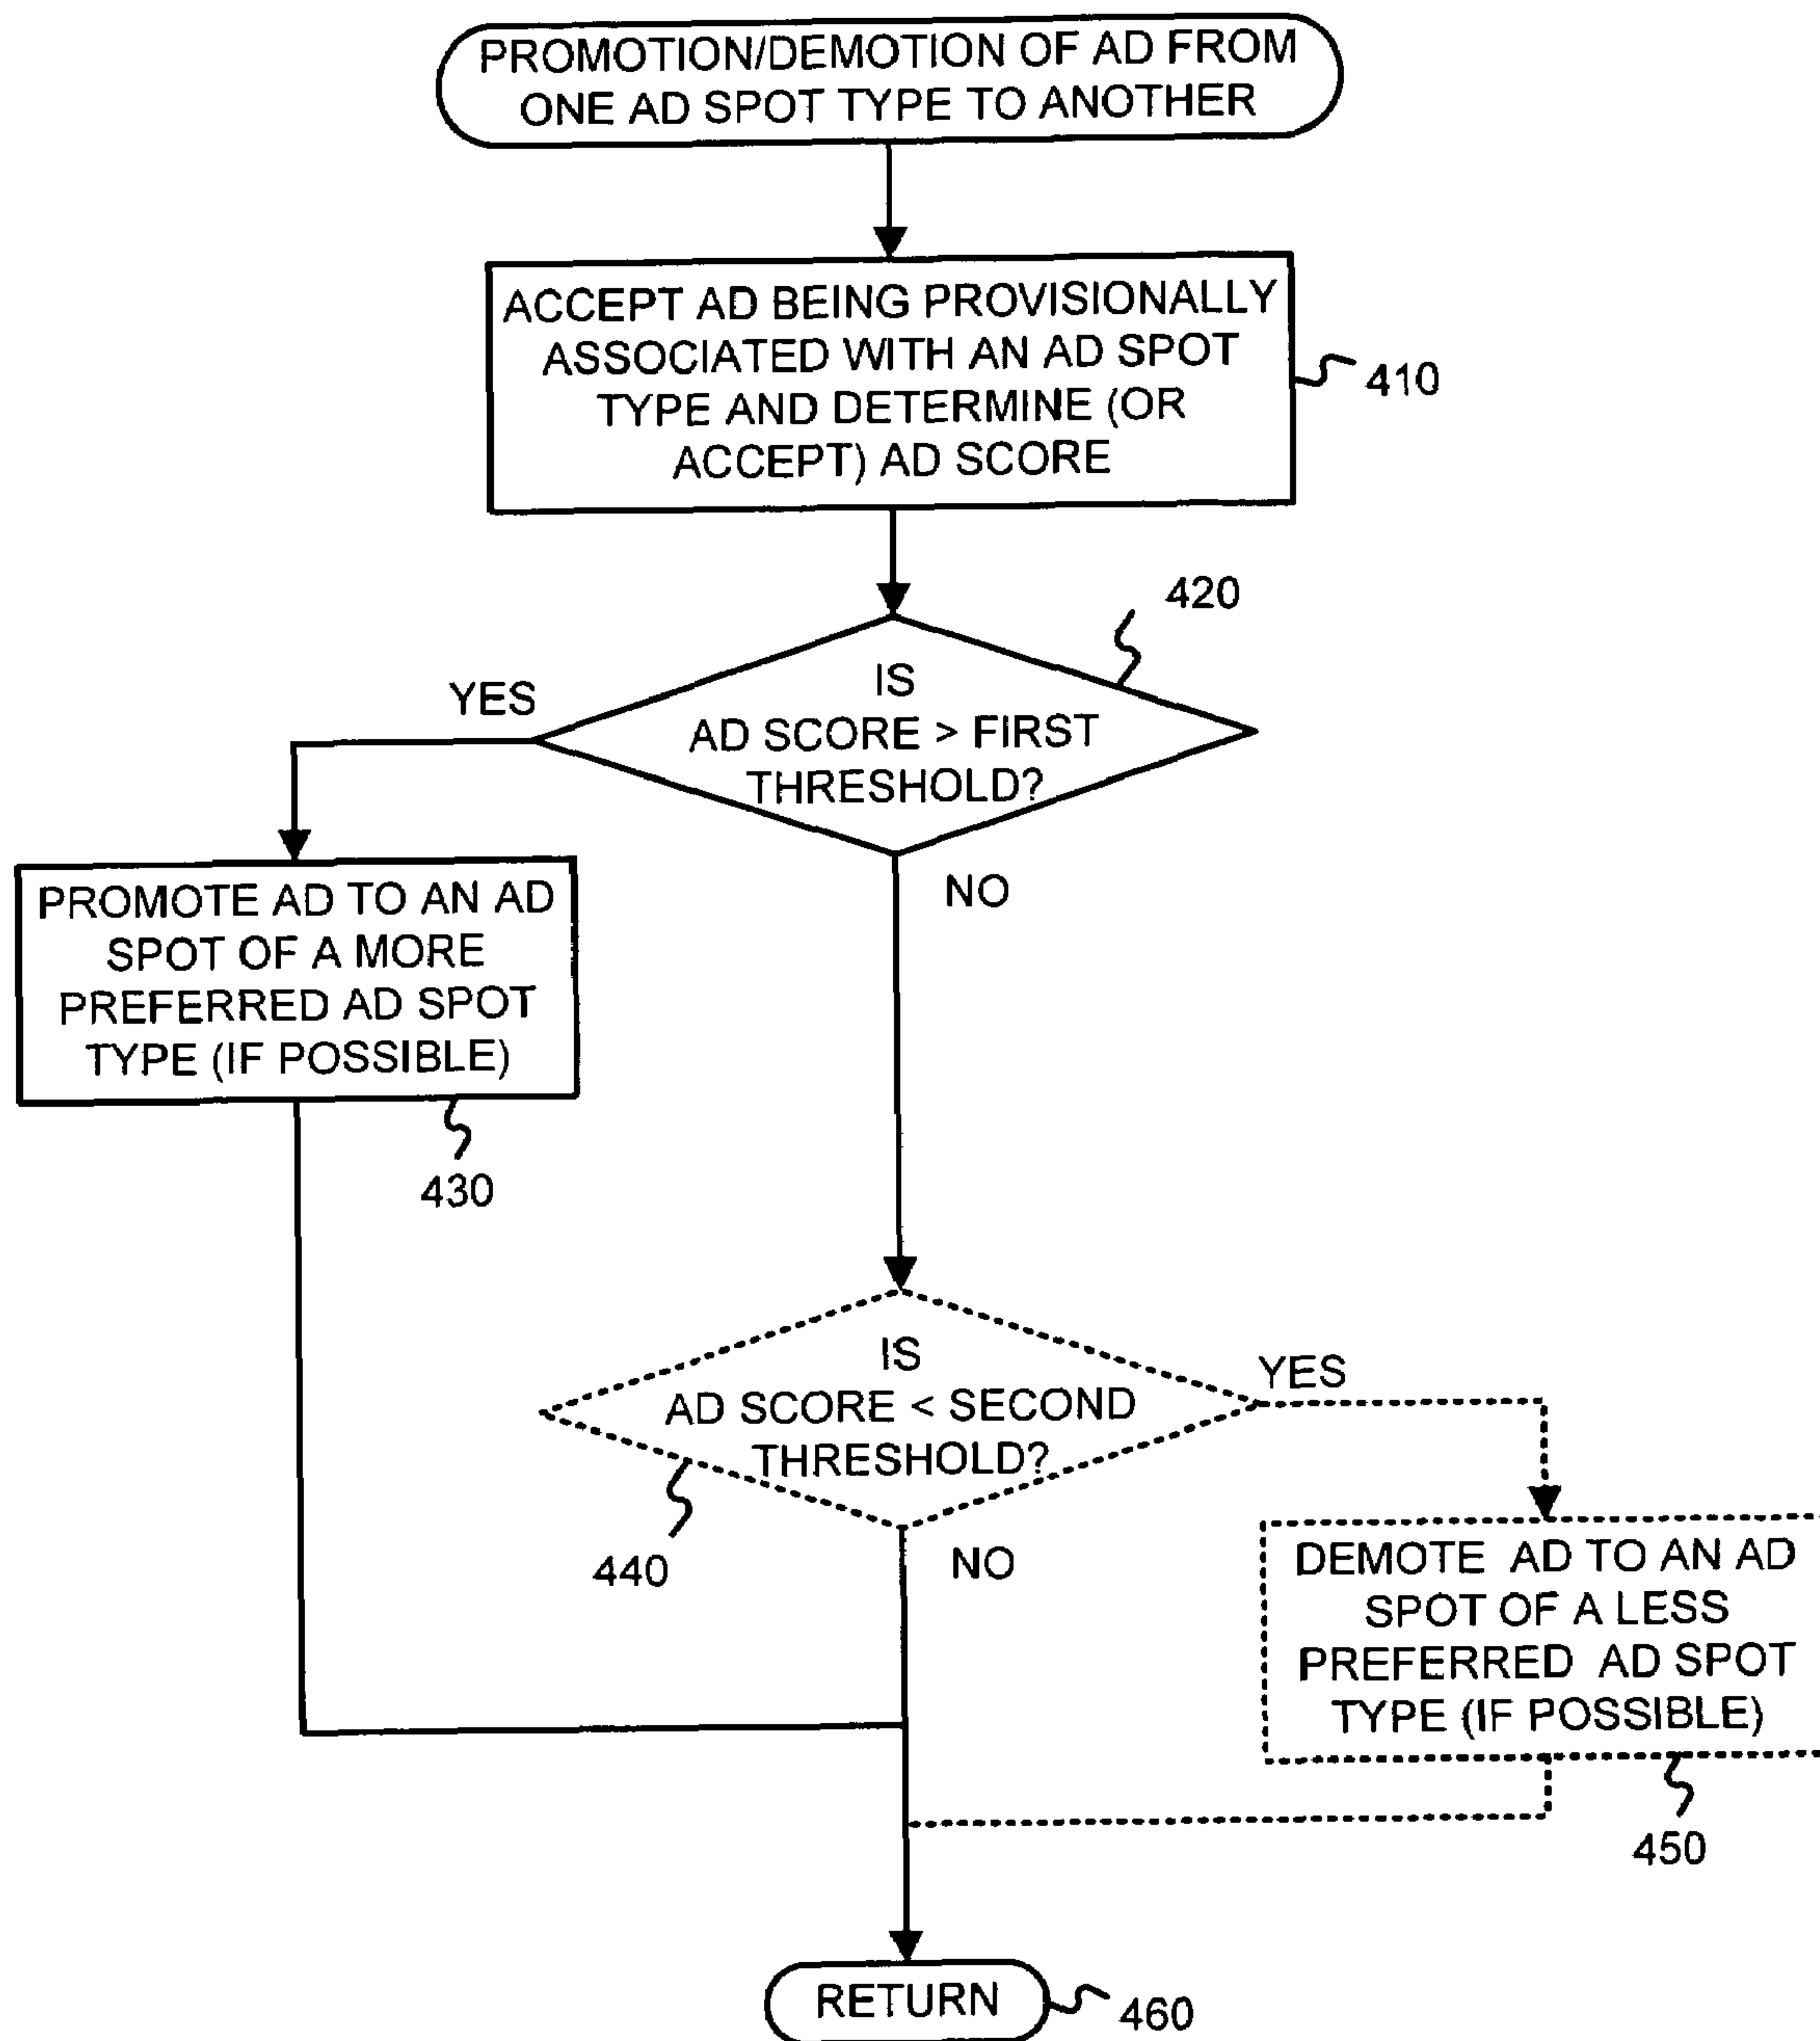 PROMOTION/DEMOTION OF AD FROM
ONE AD SPOT TYPE TO ANOTHER
ACCEPT AD BEING PROVISIONALLY
ASSOCIATED WITH AN AD SPOT
TYPE AND DETERMINE (OR
ACCEPT) AD SCORE
410
420
IS
AD SCORE > FIRST
THRESHOLD?
YES
NO
PROMOTE AD TO AN AD
SPOT OF A MORE
PREFERRED AD SPOT
TYPE (IF POSSIBLE)
430
IS
AD SCORE < SECOND
THRESHOLD?
YES
440
NO
DEMOTE AD TO AN AD
SPOT OF A LESS
PREFERRED AD SPOT
TYPE (IF POSSIBLE)
450
RETURN
460